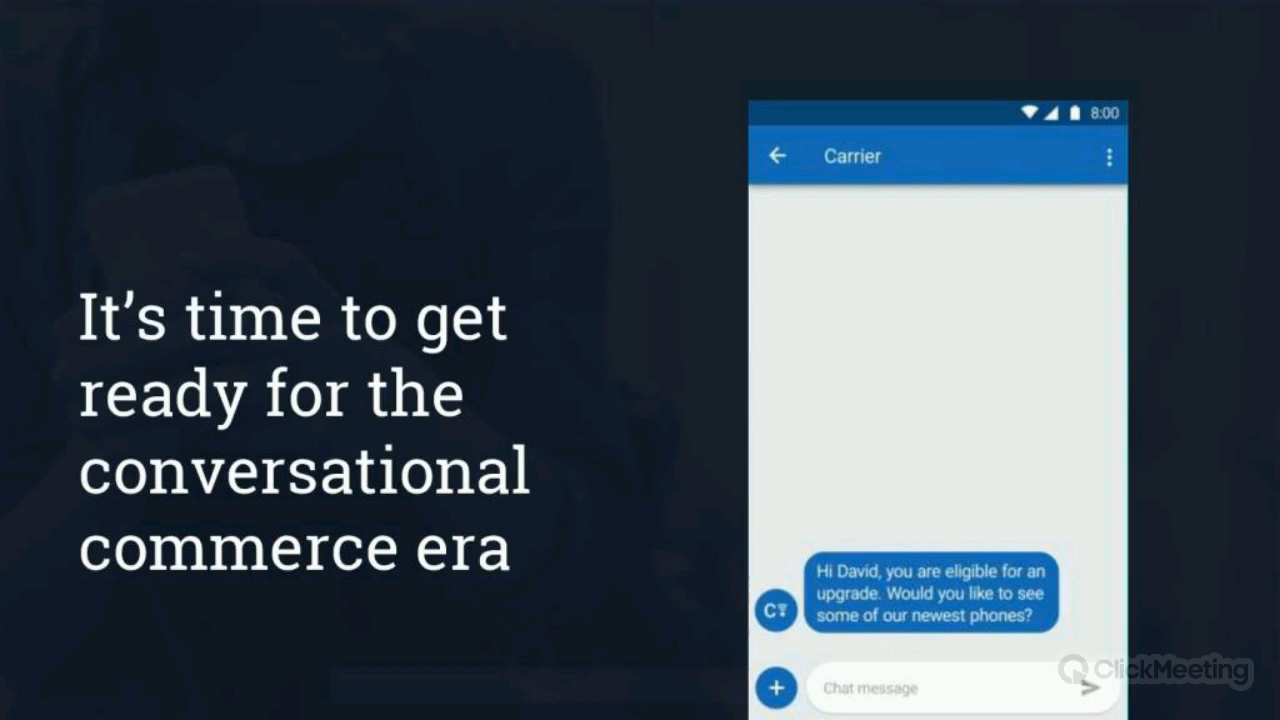 It’s time to get
ready for the
conversational
commerce era
8:00
Carrier
Hi David, you are eligible for an
upgrade. Would you like to see
some of our newest phones?
C
Chat message
ClickMeeting